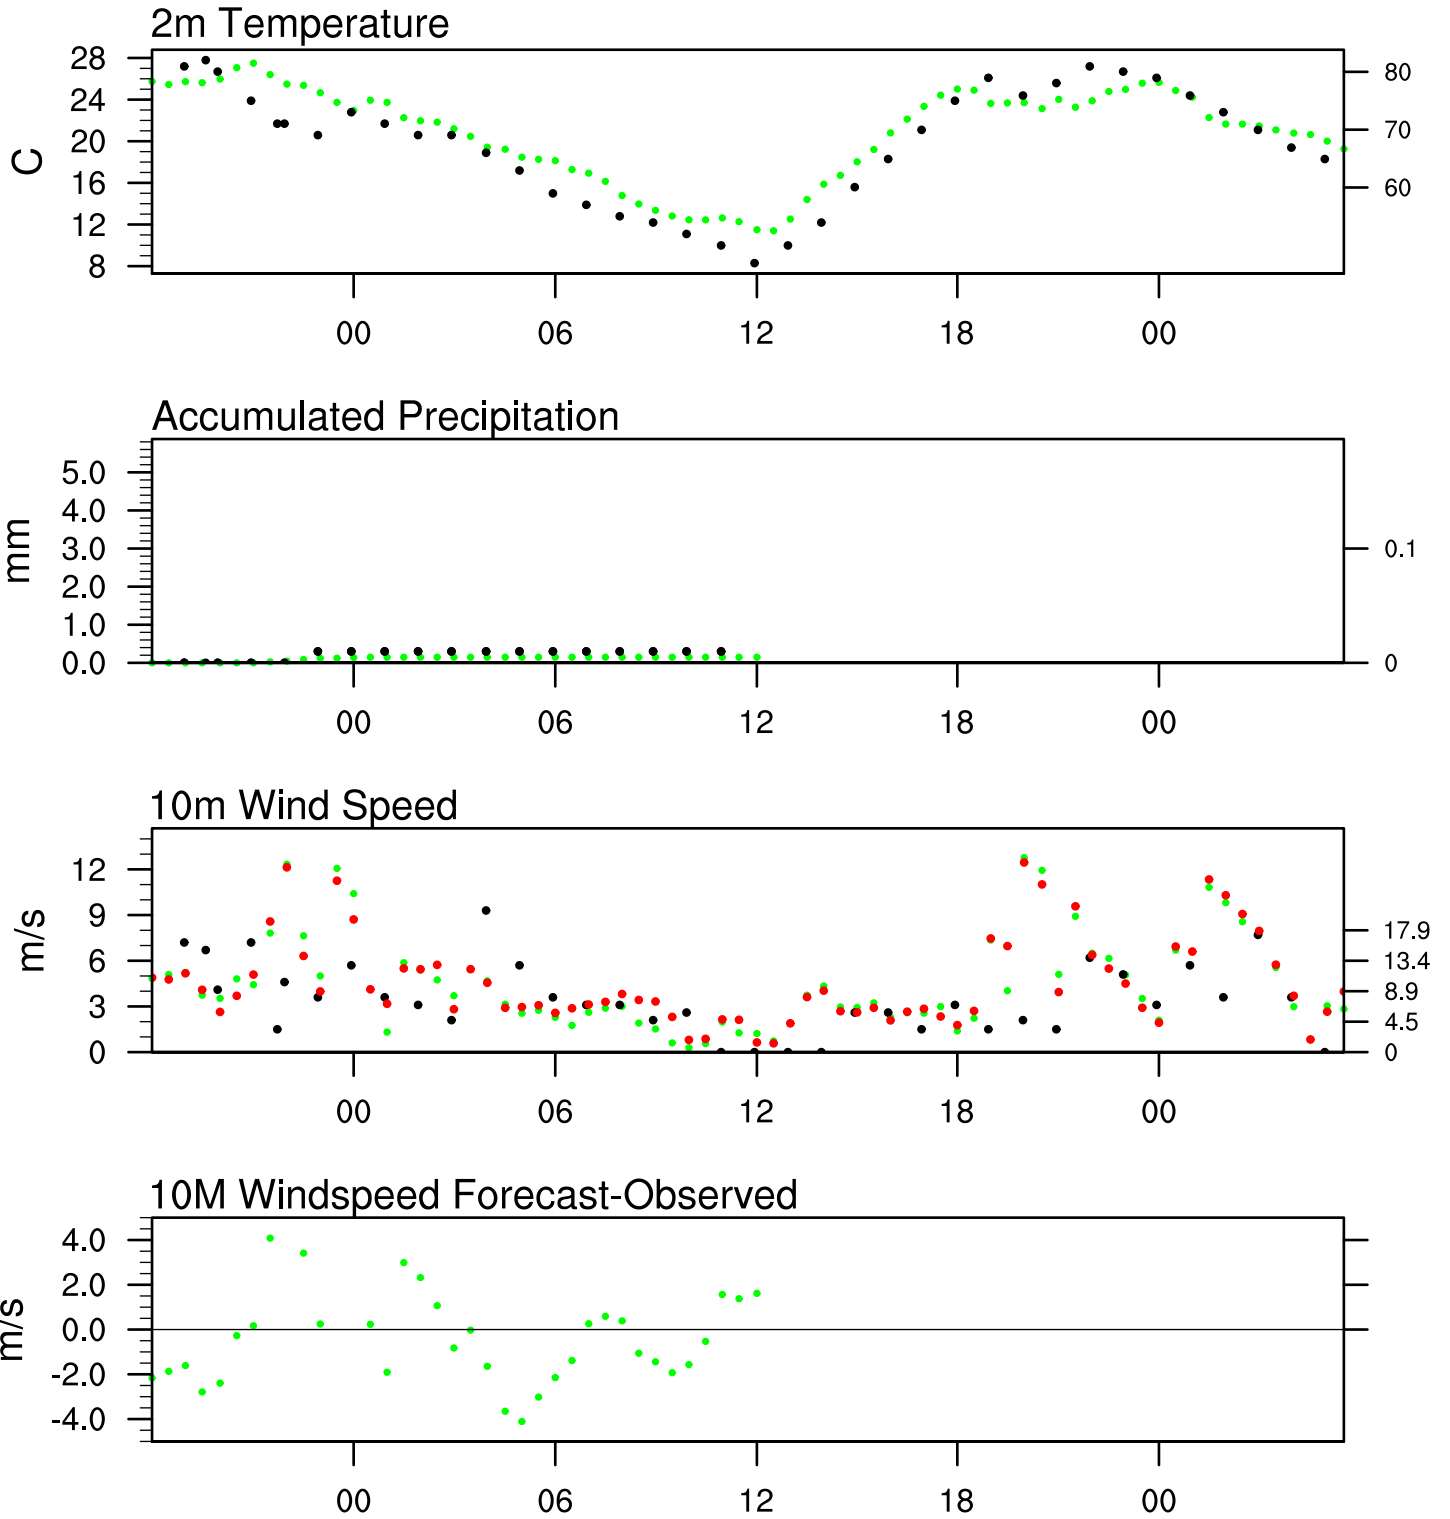 2m Temperature
28
24
20
16
12
8
C
80
70
60
00 06 12 18 00
Accumulated Precipitation
5.0
4.0
3.0
2.0
1.0
0.0
mm
0.1
0
00 06 12 18 00
10m Wind Speed
12
9
6
3
0
m/s
17.9
13.4
8.9
4.5
0
00 06 12 18 00
10M Windspeed Forecast-Observed
4.0
2.0
0.0
-2.0
-4.0
m/s
00 06 12 18 00